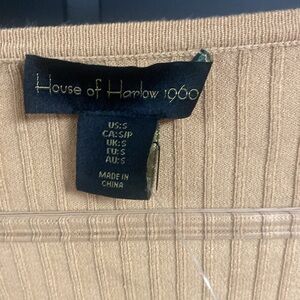 House of Harlow 1960
US:S
CA:S/P
UK:S
EU:S
AU:S
MADE IN
CHINA